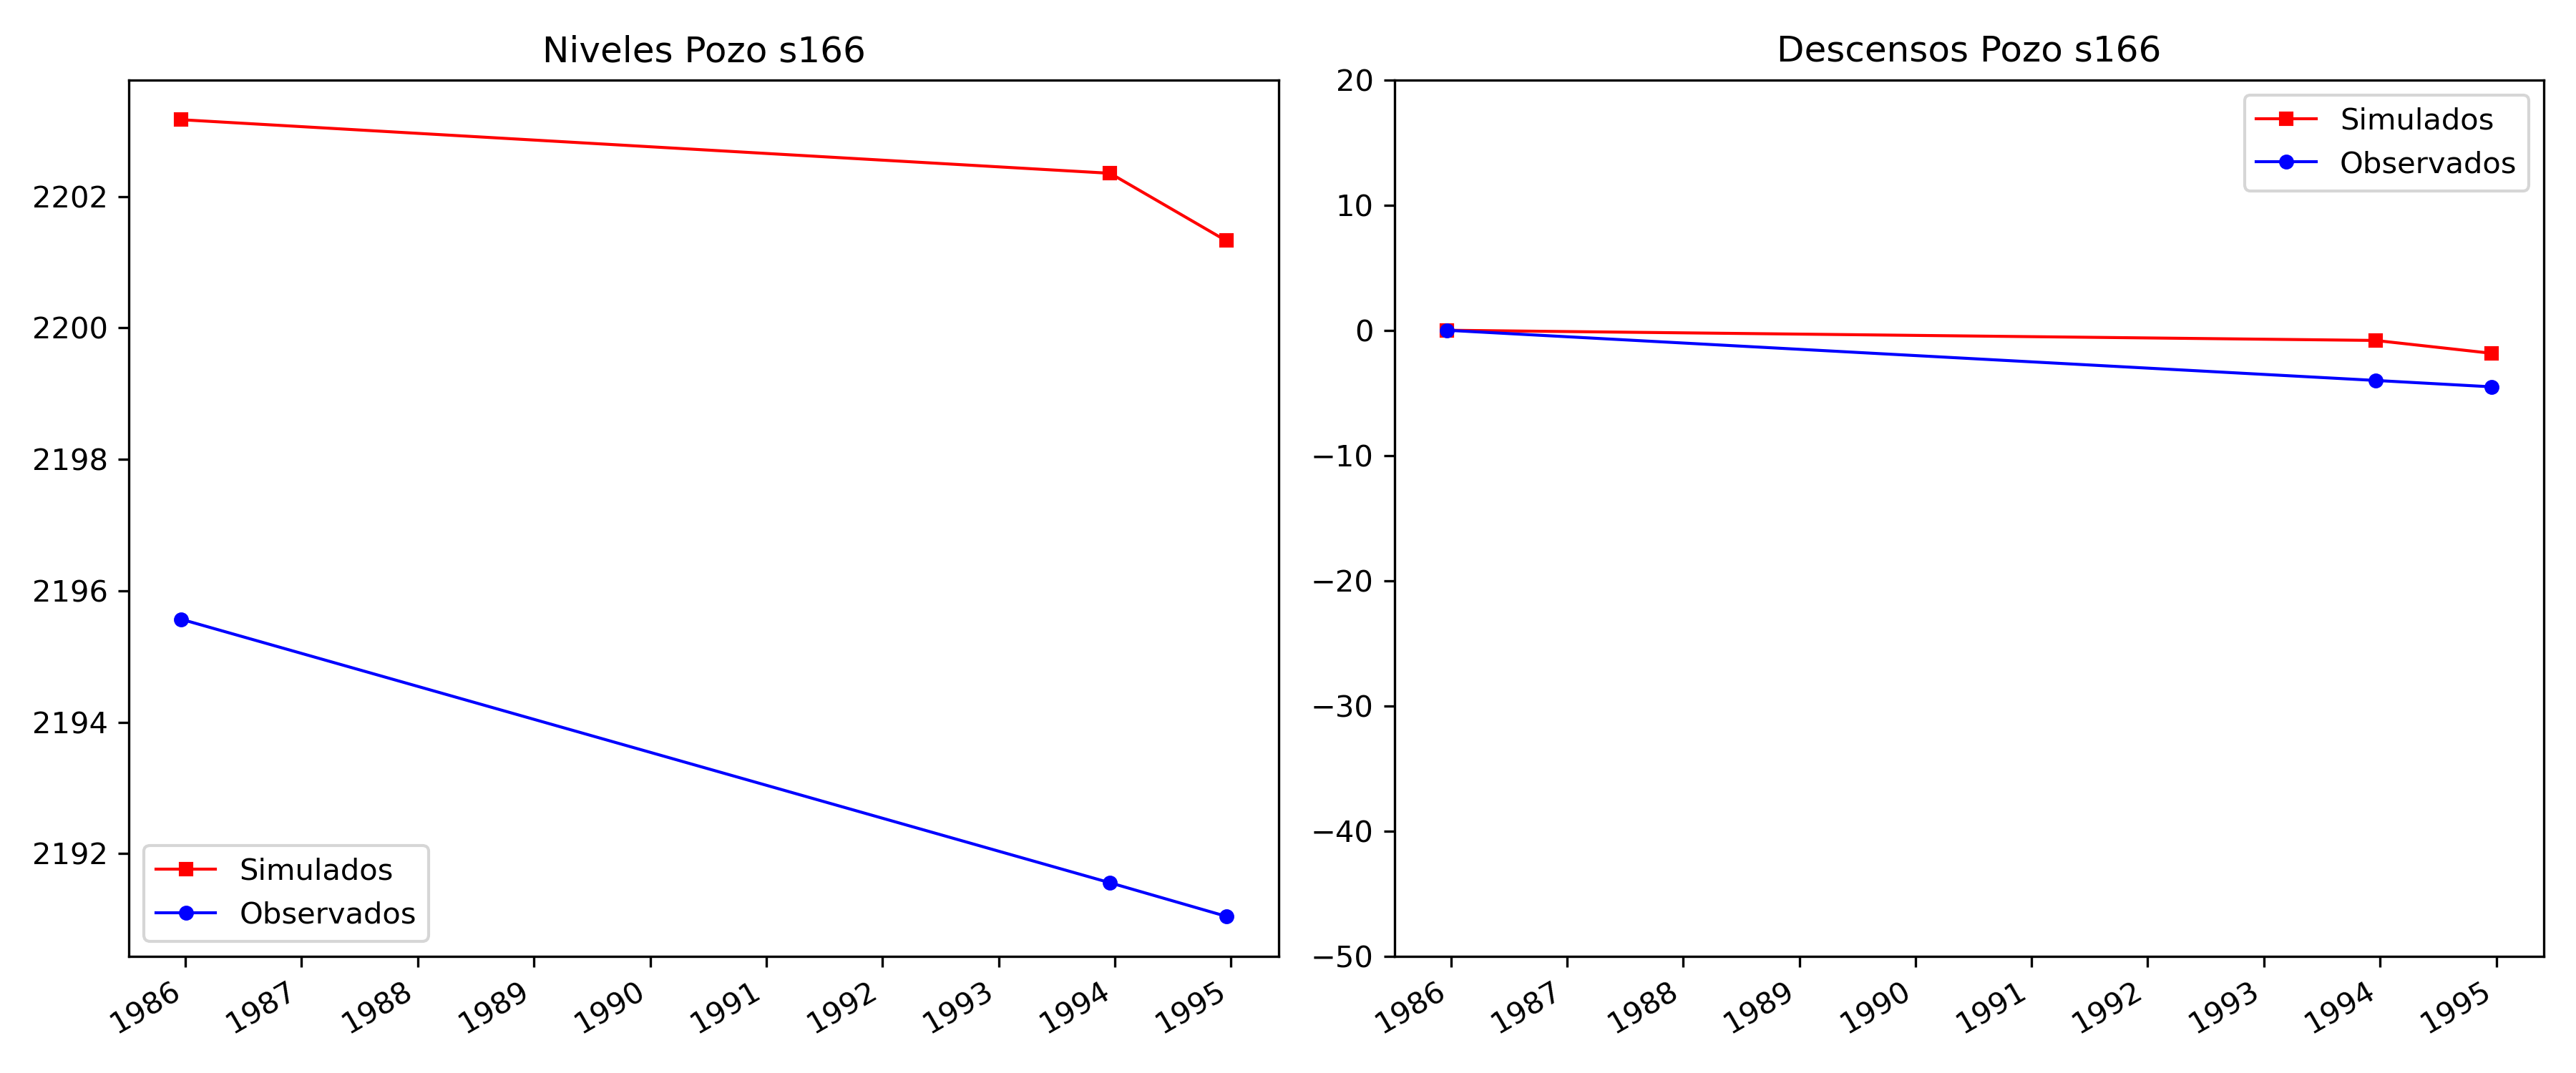 Niveles Pozo s166
2202
2200
2198
2196
2194
2192
Simulados
Observados
1986 1987 1988 1989 1990 1991 1992 1993 1994 1995
Descensos Pozo s166
20
10
0
−10
−20
−30
−40
−50
Simulados
Observados
1986 1987 1988 1989 1990 1991 1992 1993 1994 1995